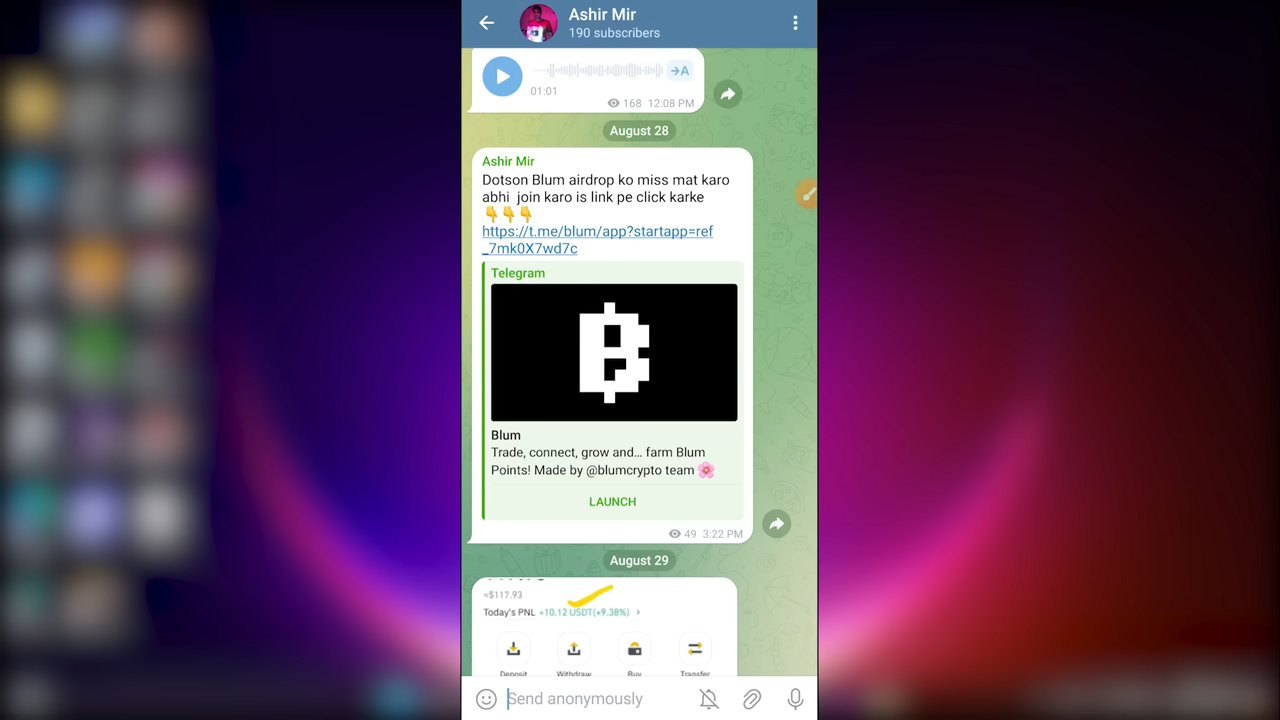 Ashir Mir
190 subscribers
→A
01:01
168 12:08 PM
August 28
Ashir Mir
Dotson Blum airdrop ko miss mat karo
abhi join karo is link pe click karke
👇👇👇
https://t.me/blum/app?startapp=ref
_7mk0X7wd7c
Telegram
Blum
Trade, connect, grow and... farm Blum
Points! Made by @blumcrypto team 🌸
LAUNCH
49 3:22 PM
August 29
≈$117.93
Today's PNL +10.12 USDT(+9.38%) ›
Deposit Withdraw Buy Transfer
Send anonymously